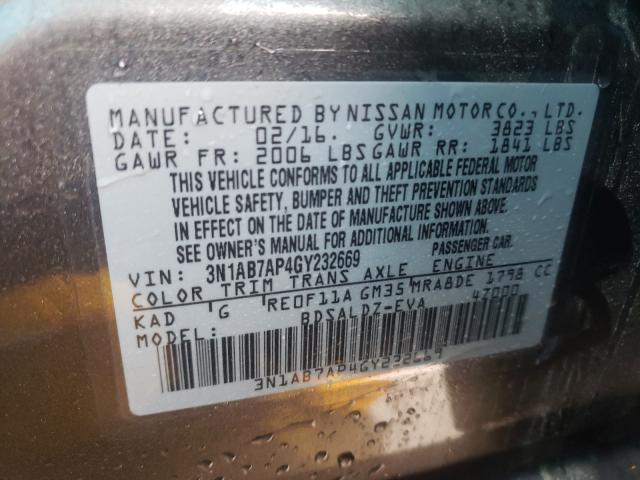 MANUFACTURED BY NISSAN MOTOR CO., LTD.
DATE: 02/16. GVWR: 3823 LBS
GAWR FR: 2006 LBS GAWR RR: 1841 LBS
THIS VEHICLE CONFORMS TO ALL APPLICABLE FEDERAL MOTOR
VEHICLE SAFETY, BUMPER AND THEFT PREVENTION STANDARDS
IN EFFECT ON THE DATE OF MANUFACTURE SHOWN ABOVE.
SEE OWNER'S MANUAL FOR ADDITIONAL INFORMATION.
VIN: 3N1AB7AP4GY232669 PASSENGER CAR.
COLOR TRIM TRANS AXLE ENGINE
KAD 'G 'RE0F11A GM35 MRA8DE 1798 CC
MODEL: BDSALDZ-EVA 47000
3N1AB7AP4GY232669